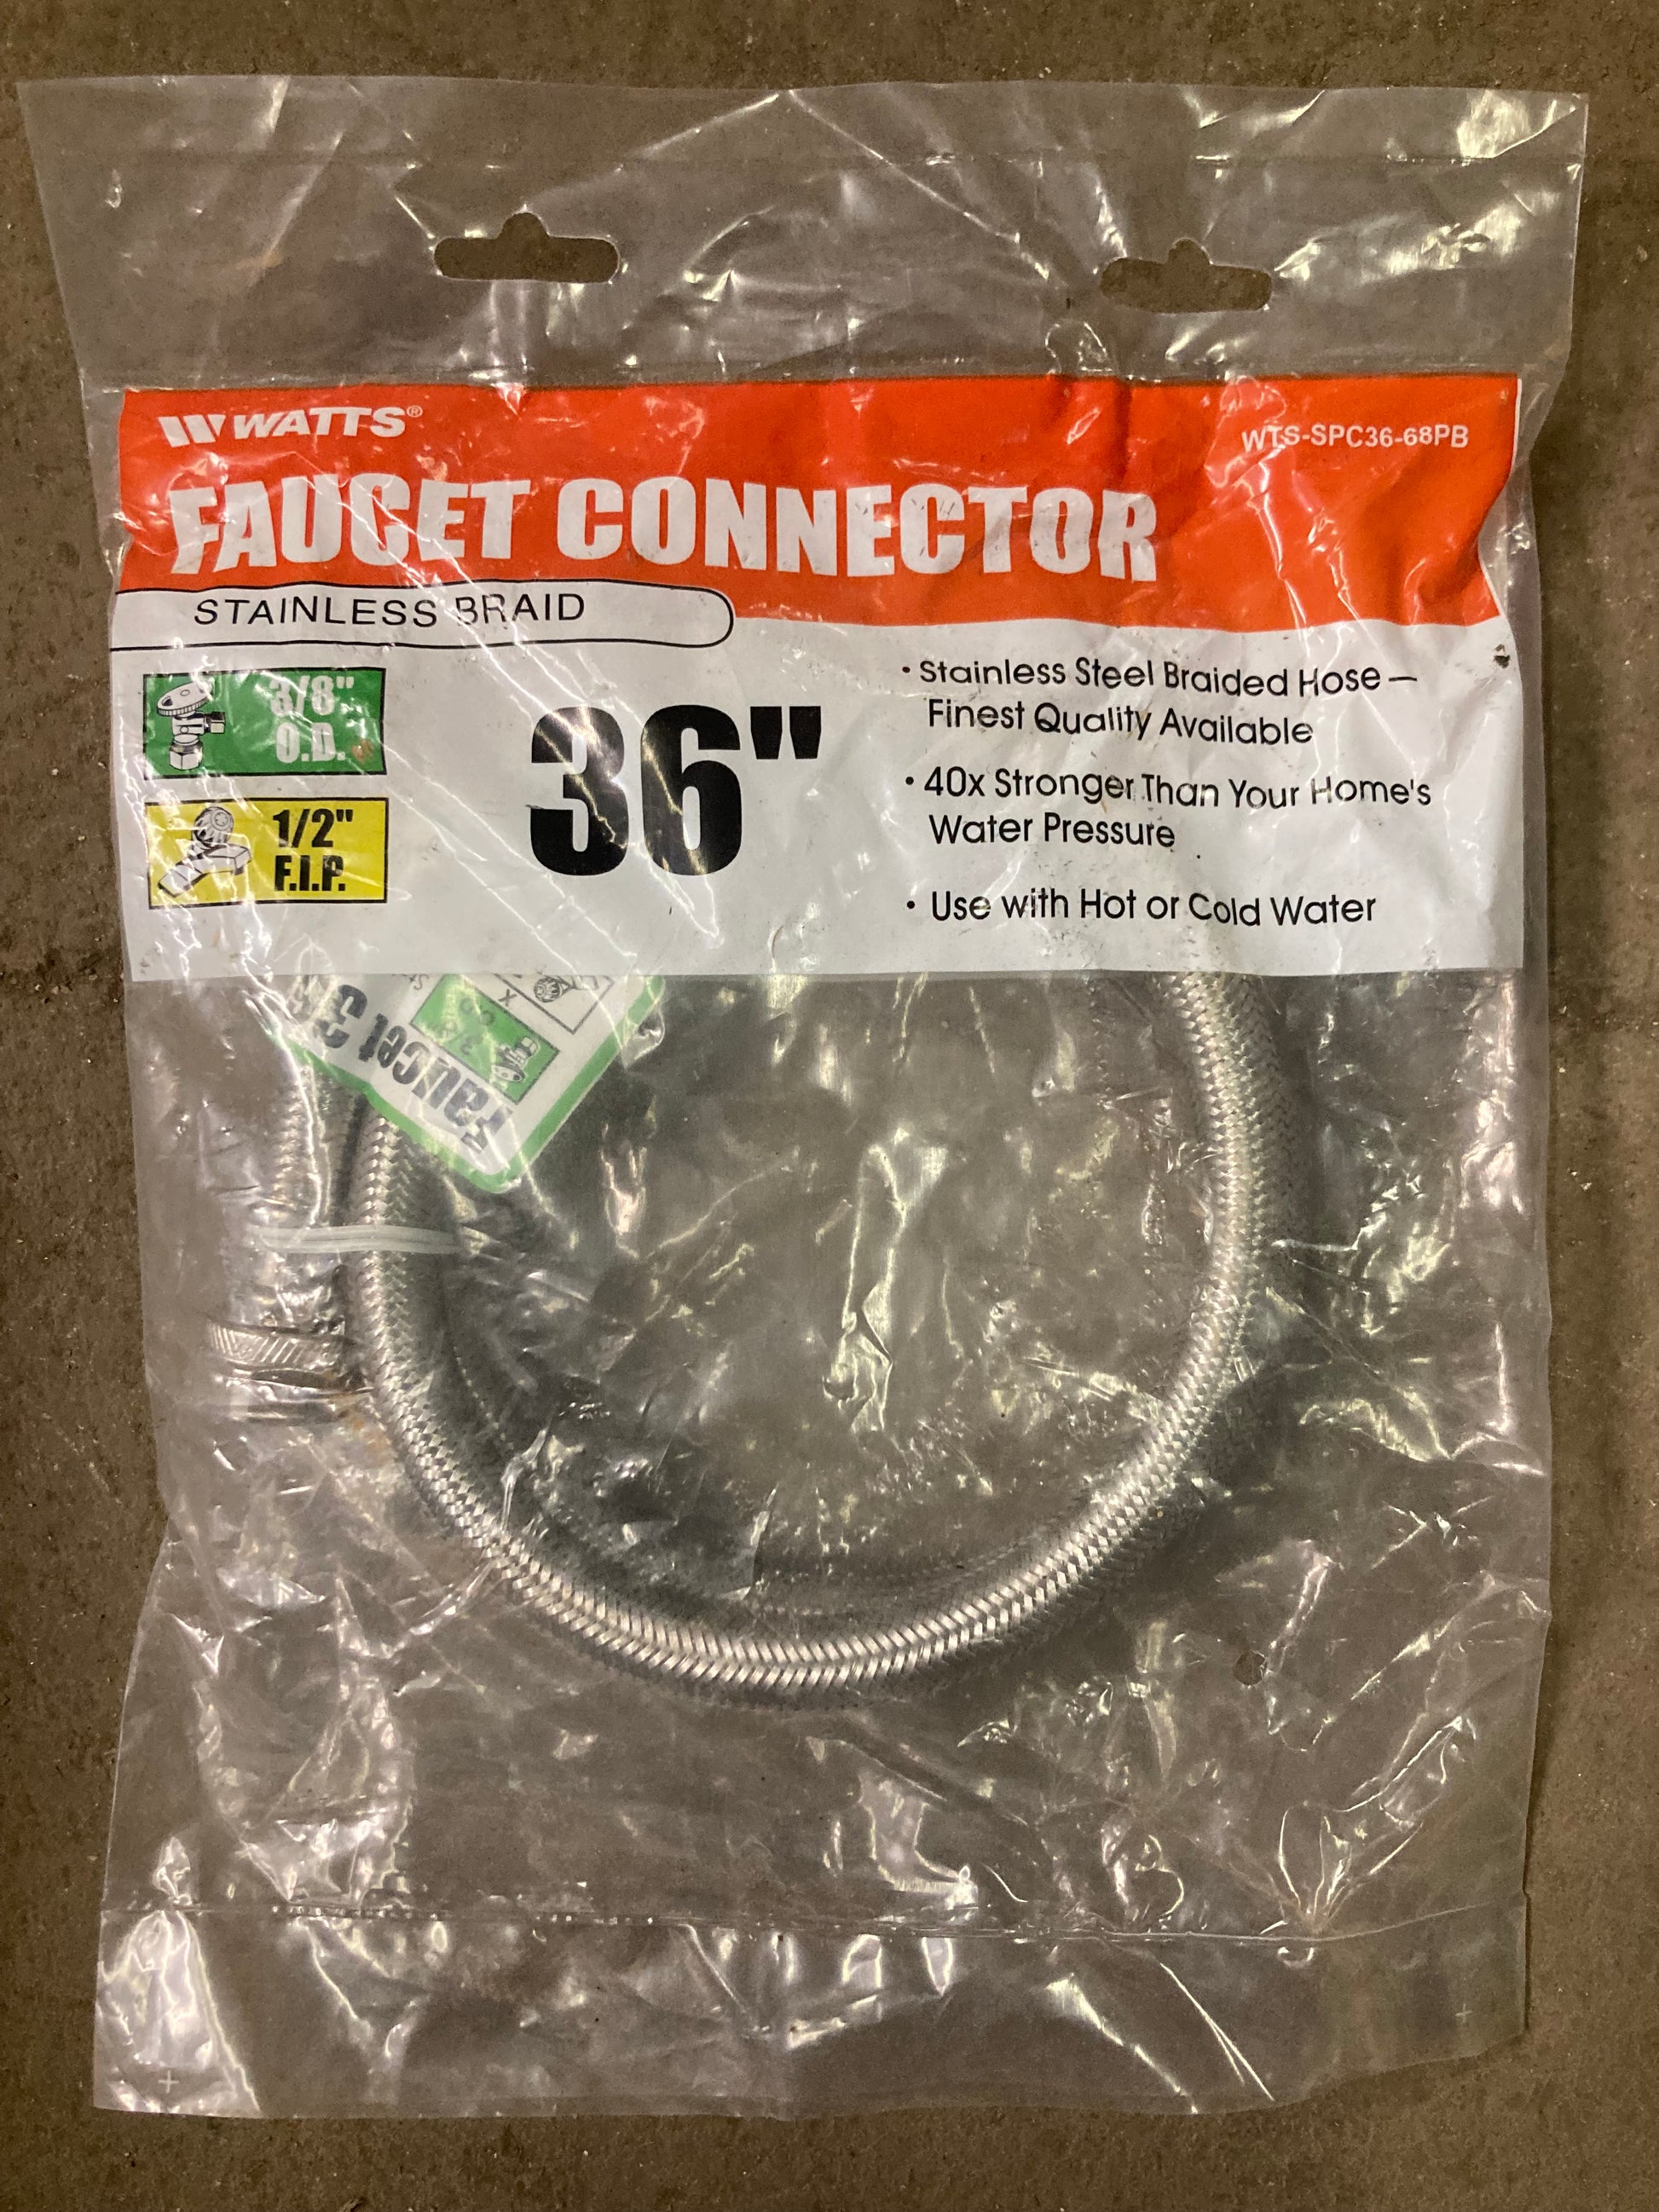 WATTS®
WTS-SPC36-68PB
FAUCET CONNECTOR
STAINLESS BRAID
3/8"
O.D.
1/2"
F.I.P.
36"
• Stainless Steel Braided Hose —
Finest Quality Available
• 40x Stronger Than Your Home's
Water Pressure
• Use with Hot or Cold Water
Faucet
X